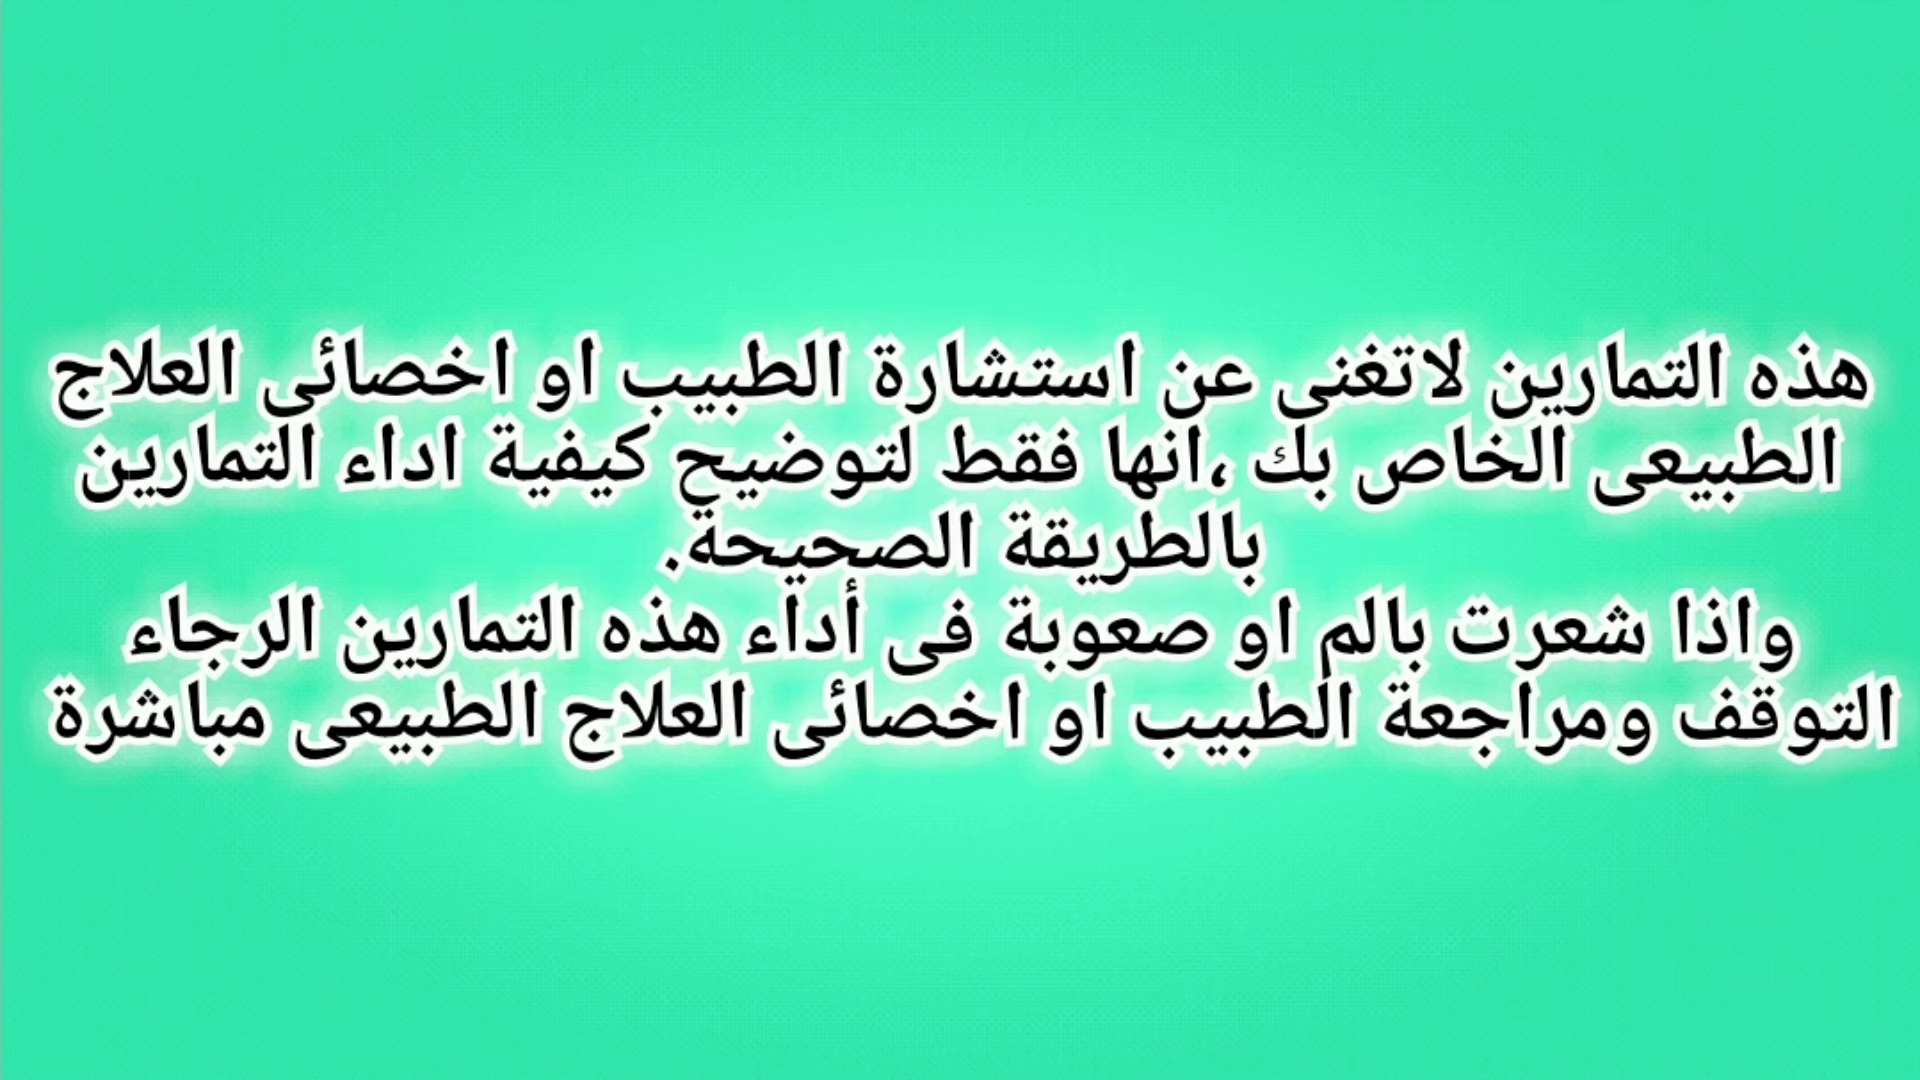 هذه التمارين لاتغنى عن استشارة الطبيب او اخصائى العلاج
الطبيعى الخاص بك ،انها فقط لتوضيح كيفية اداء التمارين
بالطريقة الصحيحة.
واذا شعرت بالم او صعوبة فى أداء هذه التمارين الرجاء
التوقف ومراجعة الطبيب او اخصائى العلاج الطبيعى مباشرة